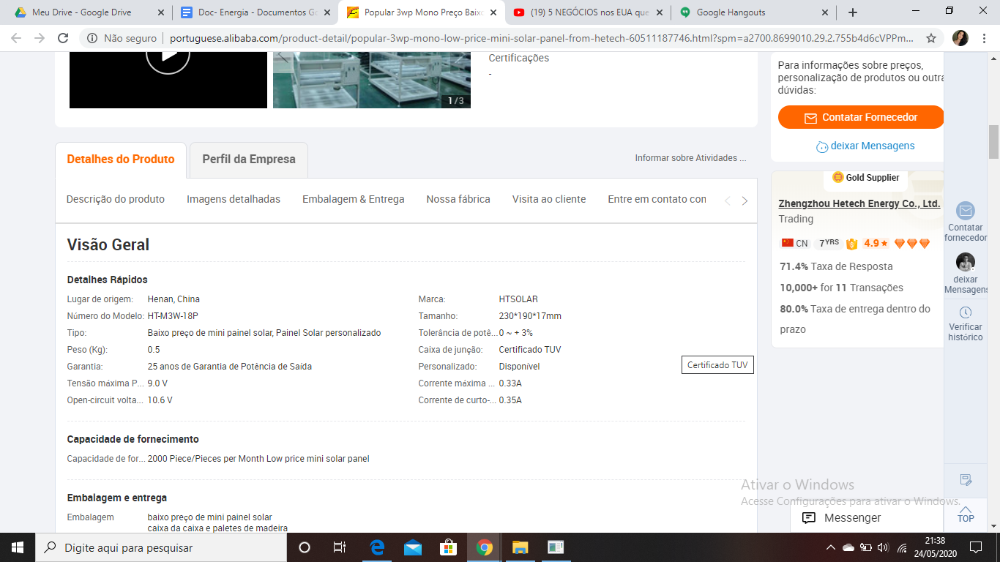 Meu Drive - Google Drive
Doc- Energia - Documentos Go
Popular 3wp Mono Preço Baixo
(19) 5 NEGÓCIOS nos EUA que
Google Hangouts
Não seguro
portuguese.alibaba.com/product-detail/popular-3wp-mono-low-price-mini-solar-panel-from-hetech-60511187746.html?spm=a2700.8699010.29.2.755b4d6cVPPm...
1/3
Certificações
-
Para informações sobre preços,
personalização de produtos ou outra
dúvidas:
Contatar Fornecedor
deixar Mensagens
Detalhes do Produto
Perfil da Empresa
Informar sobre Atividades ...
Descrição do produto
Imagens detalhadas
Embalagem & Entrega
Nossa fábrica
Visita ao cliente
Entre em contato con
Gold Supplier
Zhengzhou Hetech Energy Co., Ltd.
Trading
CN 7YRS 4.9
71.4% Taxa de Resposta
10,000+ for 11 Transações
80.0% Taxa de entrega dentro do
prazo
Contatar
fornecedor
deixar
Mensagens
Verificar
histórico
Visão Geral
Detalhes Rápidos
Lugar de origem: Henan, China
Marca: HTSOLAR
Número do Modelo: HT-M3W-18P
Tamanho: 230*190*17mm
Tipo: Baixo preço de mini painel solar, Painel Solar personalizado
Tolerância de potê... 0 ~ + 3%
Peso (Kg): 0.5
Caixa de junção: Certificado TUV
Garantia: 25 anos de Garantia de Potência de Saída
Personalizado: Disponível
Certificado TUV
Tensão máxima P... 9.0 V
Corrente máxima ... 0.33A
Open-circuit volta... 10.6 V
Corrente de curto-... 0.35A
Capacidade de fornecimento
Capacidade de for... 2000 Piece/Pieces per Month Low price mini solar panel
Embalagem e entrega
Embalagem baixo preço de mini painel solar
caixa da caixa e paletes de madeira
Ativar o Windows
Acesse Configurações para ativar o Windows.
Messenger
TOP
Digite aqui para pesquisar
21:38
24/05/2020